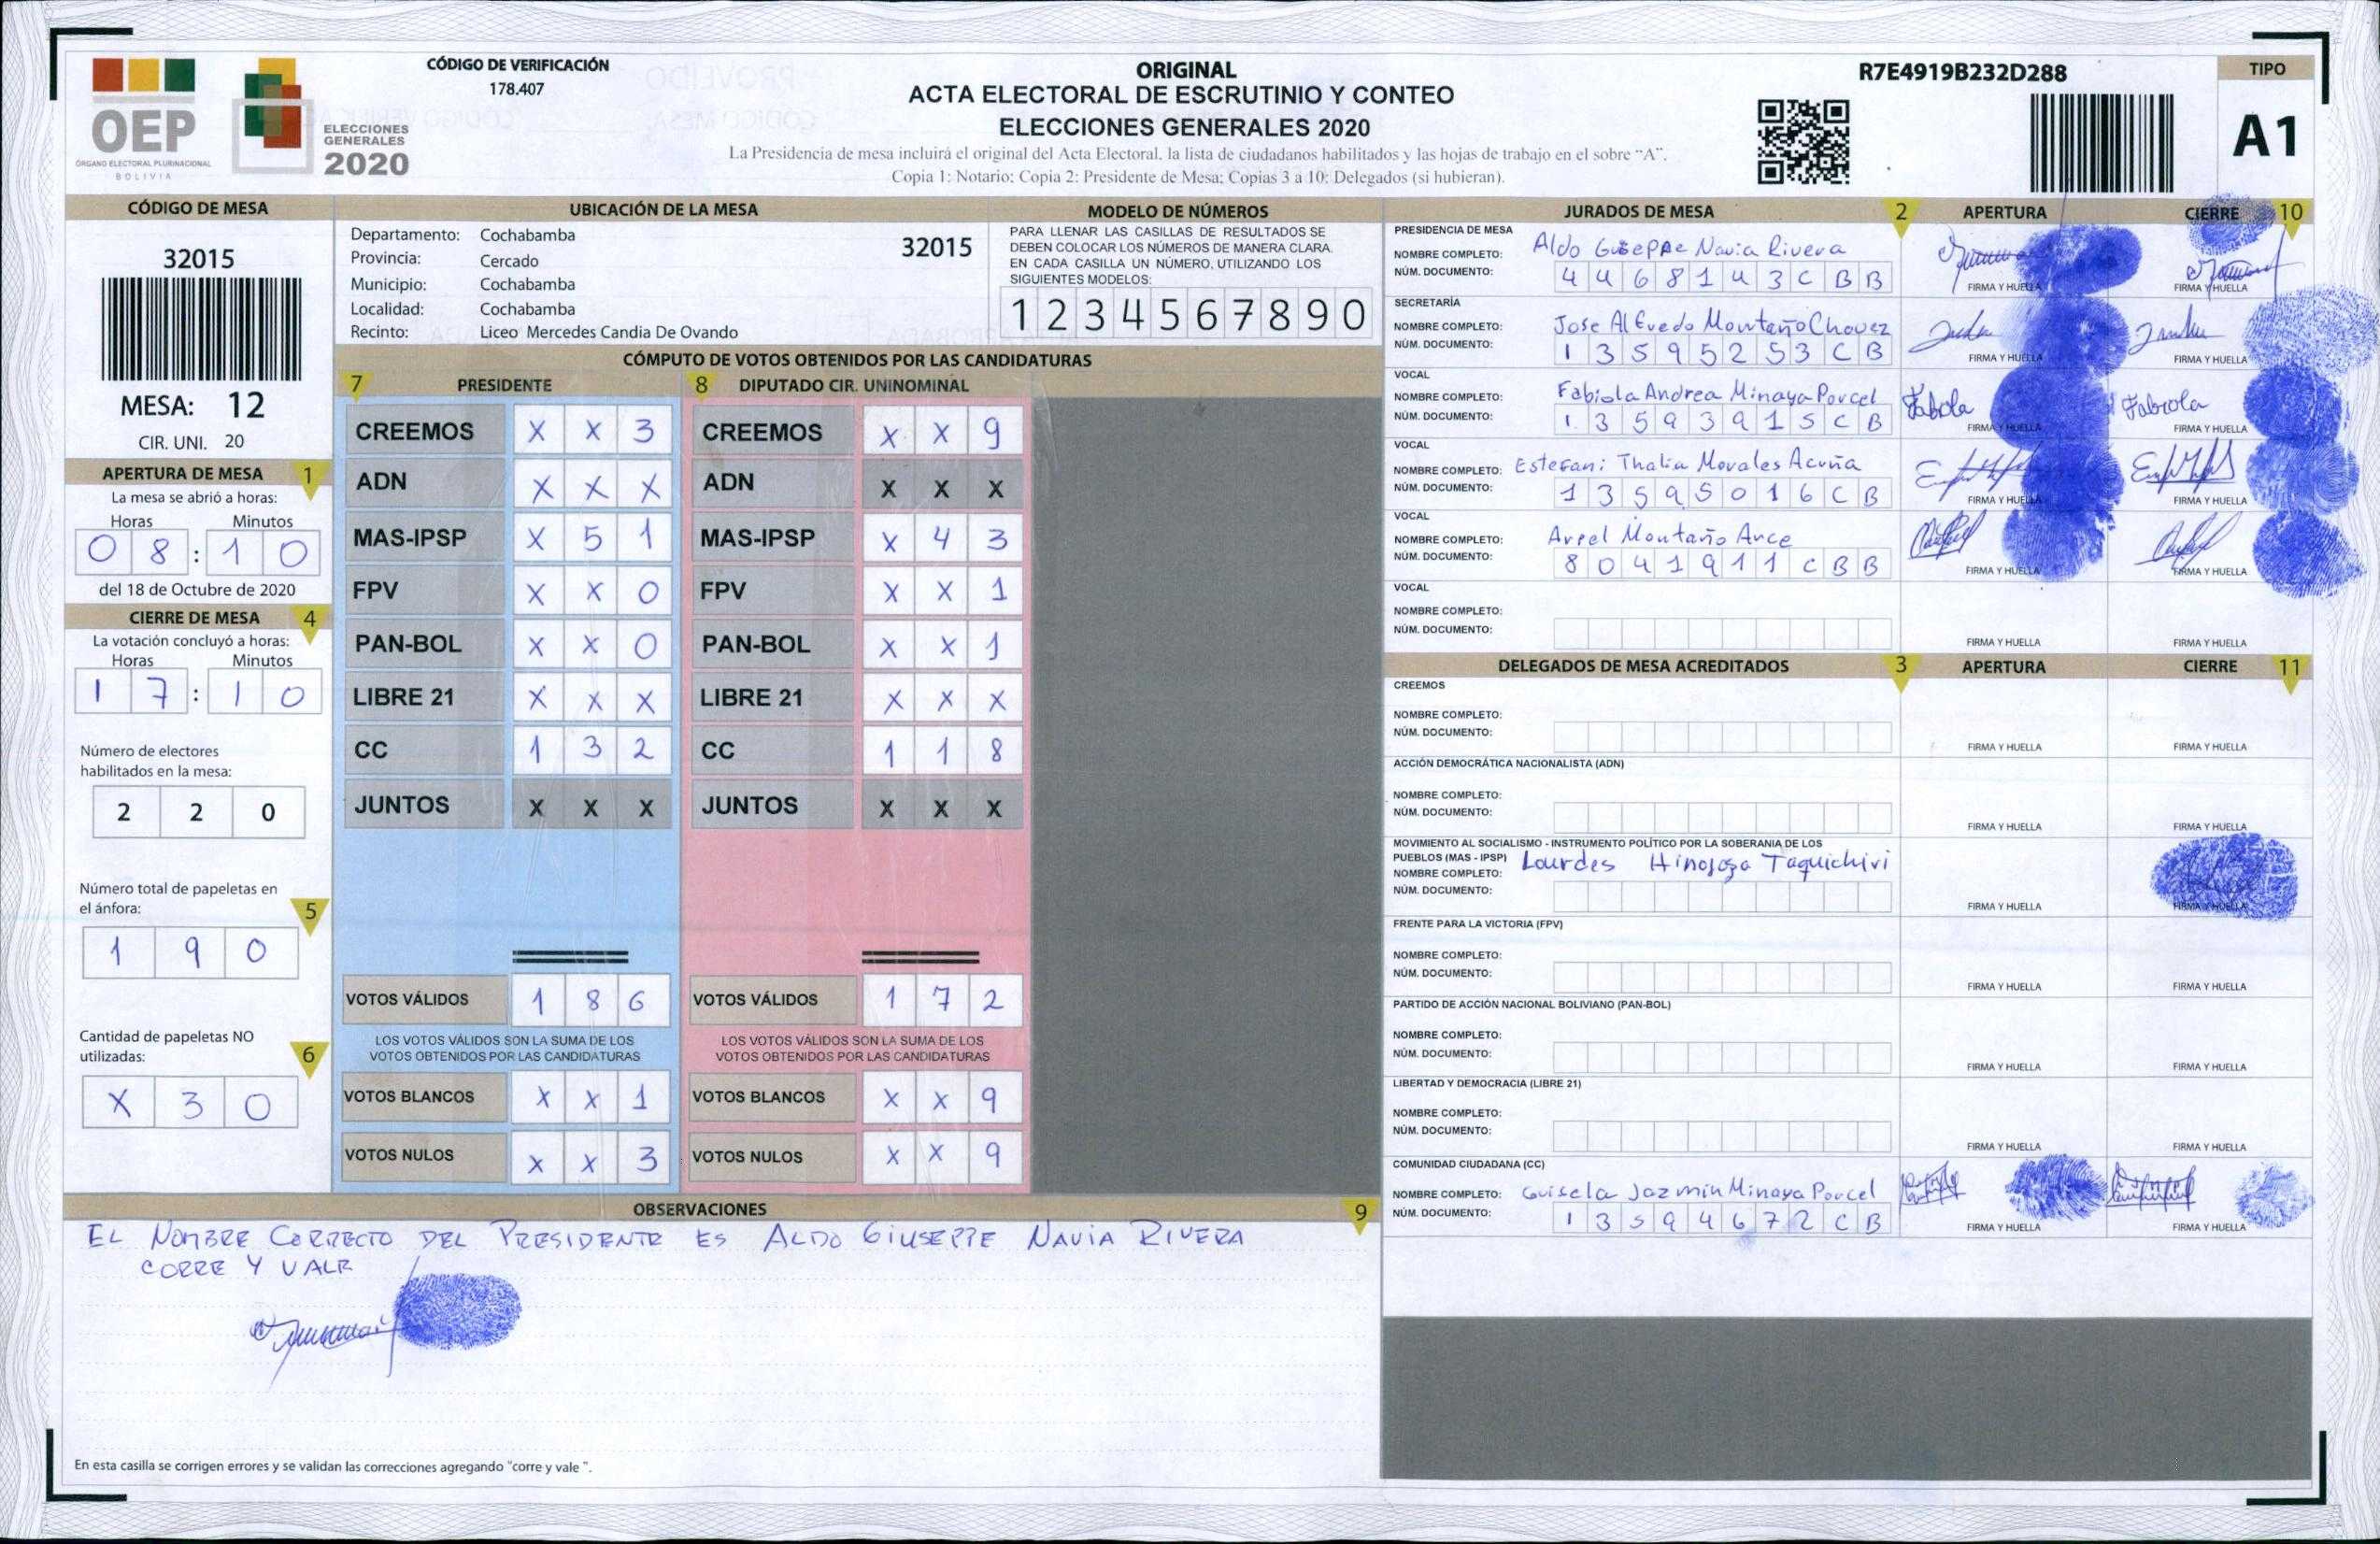 OEP
ÓRGANO ELECTORAL PLURINACIONAL
BOLIVIA
ELECCIONES
GENERALES
2020
CÓDIGO DE VERIFICACIÓN
178.407
ORIGINAL
ACTA ELECTORAL DE ESCRUTINIO Y CONTEO
ELECCIONES GENERALES 2020
La Presidencia de mesa incluirá el original del Acta Electoral, la lista de ciudadanos habilitados y las hojas de trabajo en el sobre “A”.
Copia 1: Notario; Copia 2: Presidente de Mesa; Copias 3 a 10: Delegados (si hubieran).
R7E4919B232D288
TIPO
A1
CÓDIGO DE MESA
32015
MESA: 12
CIR. UNI. 20
APERTURA DE MESA 1
La mesa se abrió a horas:
Horas Minutos
0 8 : 1 0
del 18 de Octubre de 2020
CIERRE DE MESA 4
La votación concluyó a horas:
Horas Minutos
1 7 : 1 0
Número de electores
habilitados en la mesa:
2 2 0
Número total de papeletas en
el ánfora: 5
1 9 0
Cantidad de papeletas NO
utilizadas: 6
X 3 0
UBICACIÓN DE LA MESA
Departamento: Cochabamba 32015
Provincia: Cercado
Municipio: Cochabamba
Localidad: Cochabamba
Recinto: Liceo Mercedes Candia De Ovando
MODELO DE NÚMEROS
PARA LLENAR LAS CASILLAS DE RESULTADOS SE
DEBEN COLOCAR LOS NÚMEROS DE MANERA CLARA.
EN CADA CASILLA UN NÚMERO, UTILIZANDO LOS
SIGUIENTES MODELOS:
1 2 3 4 5 6 7 8 9 0
CÓMPUTO DE VOTOS OBTENIDOS POR LAS CANDIDATURAS
7 PRESIDENTE 8 DIPUTADO CIR. UNINOMINAL
CREEMOS X X 3 CREEMOS X X 9
ADN X X X ADN X X X
MAS-IPSP X 5 1 MAS-IPSP X 4 3
FPV X X 0 FPV X X 1
PAN-BOL X X 0 PAN-BOL X X 1
LIBRE 21 X X X LIBRE 21 X X X
CC 1 3 2 CC 1 1 8
JUNTOS X X X JUNTOS X X X
VOTOS VÁLIDOS 1 8 6 VOTOS VÁLIDOS 1 7 2
LOS VOTOS VÁLIDOS SON LA SUMA DE LOS LOS VOTOS VÁLIDOS SON LA SUMA DE LOS
VOTOS OBTENIDOS POR LAS CANDIDATURAS VOTOS OBTENIDOS POR LAS CANDIDATURAS
VOTOS BLANCOS X X 1 VOTOS BLANCOS X X 9
VOTOS NULOS X X 3 VOTOS NULOS X X 9
OBSERVACIONES 9
EL NOMBRE CORRECTO DEL PRESIDENTE ES ALDO GIUSEPPE NAVIA RIVERA
CORRE Y VALE
En esta casilla se corrigen errores y se validan las correcciones agregando "corre y vale ".
JURADOS DE MESA 2 APERTURA CIERRE 10
PRESIDENCIA DE MESA
NOMBRE COMPLETO: Aldo Guseppe Navia Rivera
NÚM. DOCUMENTO: 4 4 6 8 1 4 3 C B B
FIRMA Y HUELLA FIRMA Y HUELLA
SECRETARÍA
NOMBRE COMPLETO: Jose Alfredo Montaño Chovez
NÚM. DOCUMENTO: 1 3 5 9 5 2 5 3 C B
FIRMA Y HUELLA FIRMA Y HUELLA
VOCAL
NOMBRE COMPLETO: Fabiola Andrea Minaya Porcel
NÚM. DOCUMENTO: 1 3 5 9 3 9 1 5 C B
Fabiola Fabiola
FIRMA Y HUELLA FIRMA Y HUELLA
VOCAL
NOMBRE COMPLETO: Estefani Thalia Morales Acuña
NÚM. DOCUMENTO: 1 3 5 9 5 0 1 6 C B
FIRMA Y HUELLA FIRMA Y HUELLA
VOCAL
NOMBRE COMPLETO: Arpel Montaño Arce
NÚM. DOCUMENTO: 8 0 4 1 9 1 1 C B B
FIRMA Y HUELLA FIRMA Y HUELLA
VOCAL
NOMBRE COMPLETO:
NÚM. DOCUMENTO:
FIRMA Y HUELLA FIRMA Y HUELLA
DELEGADOS DE MESA ACREDITADOS 3 APERTURA CIERRE 11
CREEMOS
NOMBRE COMPLETO:
NÚM. DOCUMENTO:
FIRMA Y HUELLA FIRMA Y HUELLA
ACCIÓN DEMOCRÁTICA NACIONALISTA (ADN)
NOMBRE COMPLETO:
NÚM. DOCUMENTO:
FIRMA Y HUELLA FIRMA Y HUELLA
MOVIMIENTO AL SOCIALISMO - INSTRUMENTO POLÍTICO POR LA SOBERANIA DE LOS
PUEBLOS (MAS - IPSP)
NOMBRE COMPLETO: Lourdes Hinojoza Taquichiri
NÚM. DOCUMENTO:
FIRMA Y HUELLA FIRMA Y HUELLA
FRENTE PARA LA VICTORIA (FPV)
NOMBRE COMPLETO:
NÚM. DOCUMENTO:
FIRMA Y HUELLA FIRMA Y HUELLA
PARTIDO DE ACCIÓN NACIONAL BOLIVIANO (PAN-BOL)
NOMBRE COMPLETO:
NÚM. DOCUMENTO:
FIRMA Y HUELLA FIRMA Y HUELLA
LIBERTAD Y DEMOCRACIA (LIBRE 21)
NOMBRE COMPLETO:
NÚM. DOCUMENTO:
FIRMA Y HUELLA FIRMA Y HUELLA
COMUNIDAD CIUDADANA (CC)
NOMBRE COMPLETO: Guisela Jazmin Minaya Porcel
NÚM. DOCUMENTO: 1 3 5 9 4 6 7 2 C B
FIRMA Y HUELLA FIRMA Y HUELLA